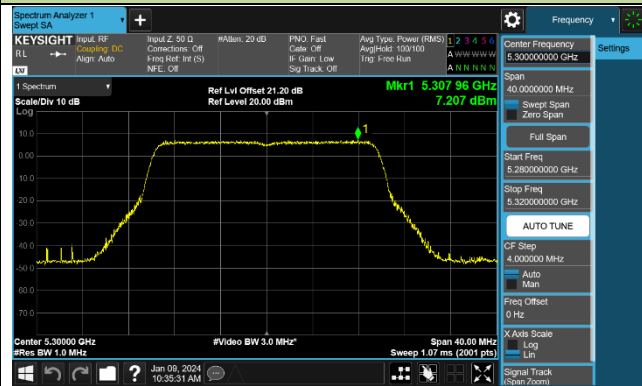 Spectrum Analyzer 1
Swept SA
Frequency
KEYSIGHT
RL
LXI
Input: RF
Coupling: DC
Align: Auto
Input Z: 50 Ω
Corrections: Off
Freq Ref: Int (S)
NFE: Off
#Atten: 20 dB
PNO: Fast
Gate: Off
IF Gain: Low
Sig Track: Off
Avg Type: Power (RMS)
Avg|Hold: 100/100
Trig: Free Run
1 2 3 4 5 6
A W W W W W
A N N N N N
1 Spectrum
Scale/Div 10 dB
Log
Ref Lvl Offset 21.20 dB
Ref Level 20.00 dBm
Mkr1 5.307 96 GHz
7.207 dBm
1
10.0
0.00
-10.0
-20.0
-30.0
-40.0
-50.0
-60.0
-70.0
Center 5.30000 GHz
#Res BW 1.0 MHz
#Video BW 3.0 MHz*
Span 40.00 MHz
Sweep 1.07 ms (2001 pts)
Jan 09, 2024
10:35:31 AM
Center Frequency
5.300000000 GHz
Span
40.0000000 MHz
Swept Span
Zero Span
Full Span
Start Freq
5.280000000 GHz
Stop Freq
5.320000000 GHz
AUTO TUNE
CF Step
4.000000 MHz
Auto
Man
Freq Offset
0 Hz
X Axis Scale
Log
Lin
Signal Track
(Span Zoom)
Settings